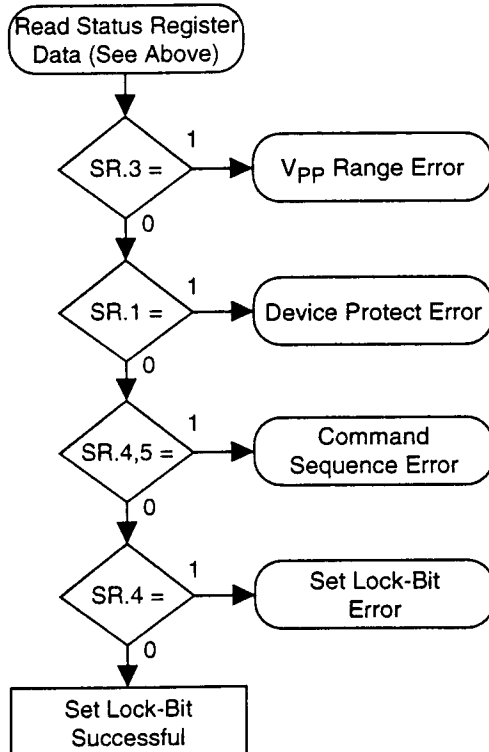 Read Status Register
Data (See Above)
1
SR.3 =
VPP Range Error
0
1
SR.1 =
Device Protect Error
0
1
SR.4,5 =
Command
Sequence Error
0
1
SR.4 =
Set Lock-Bit
Error
0
Set Lock-Bit
Successful